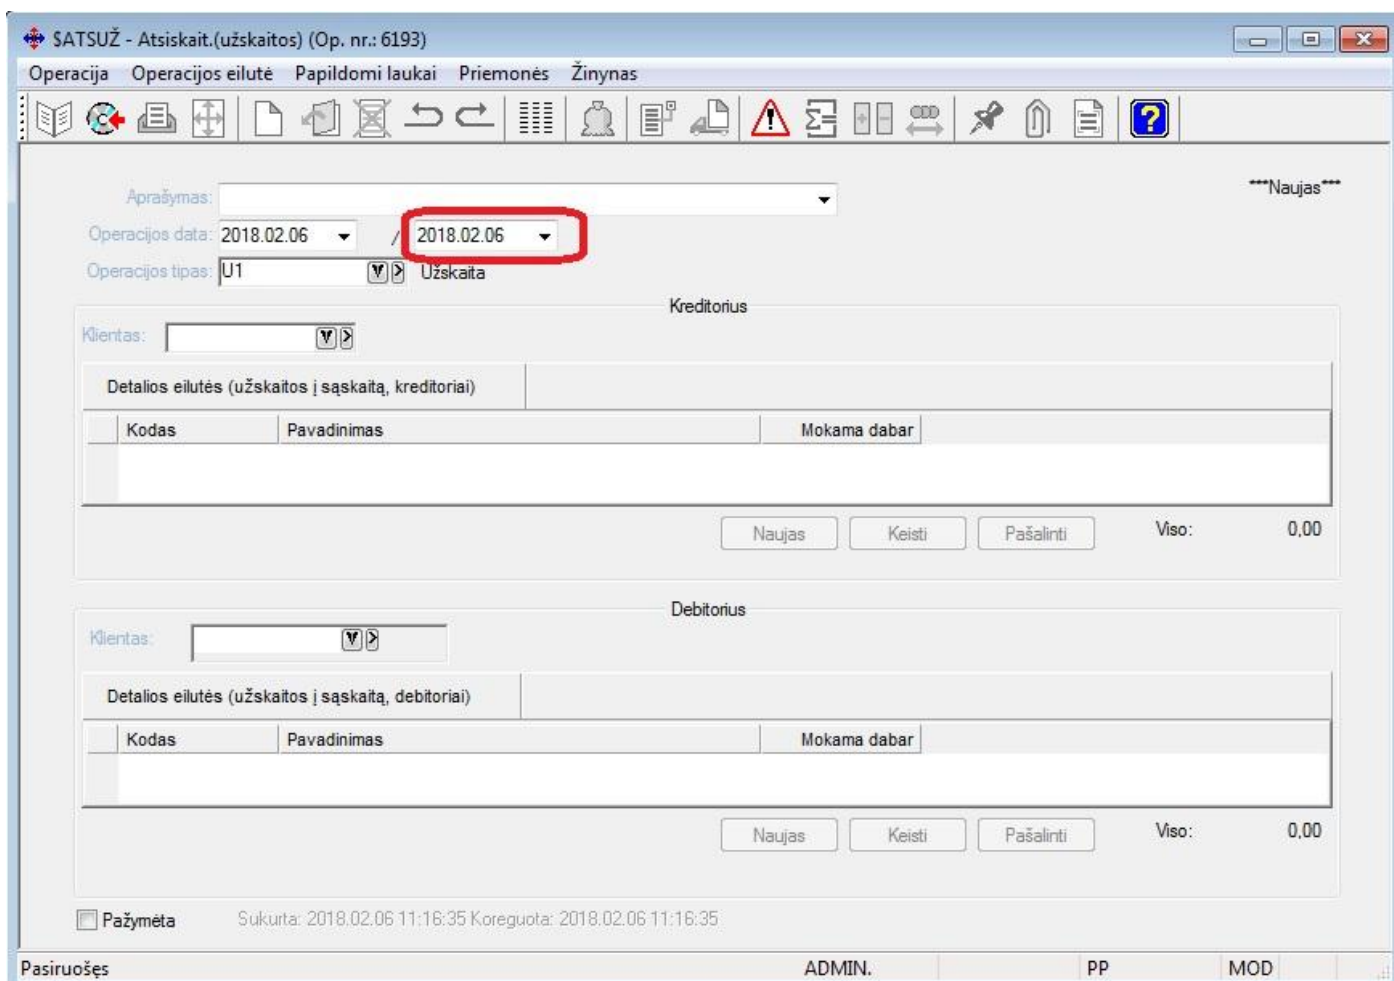 SATSUŽ - Atsiskait.(užskaitos) (Op. nr.: 6193)
Operacija Operacijos eilutė Papildomi laukai Priemonės Žinynas
***Naujas***
Aprašymas:
Operacijos data: 2018.02.06 / 2018.02.06
Operacijos tipas: U1 Užskaita
Kreditorius
Klientas:
Detalios eilutės (užskaitos į sąskaitą, kreditoriai)
Kodas Pavadinimas Mokama dabar
Naujas Keisti Pašalinti Viso: 0,00
Debitorius
Klientas:
Detalios eilutės (užskaitos į sąskaitą, debitoriai)
Kodas Pavadinimas Mokama dabar
Naujas Keisti Pašalinti Viso: 0,00
Pažymėta Sukurta: 2018.02.06 11:16:35 Koreguota: 2018.02.06 11:16:35
Pasiruošęs ADMIN. PP MOD